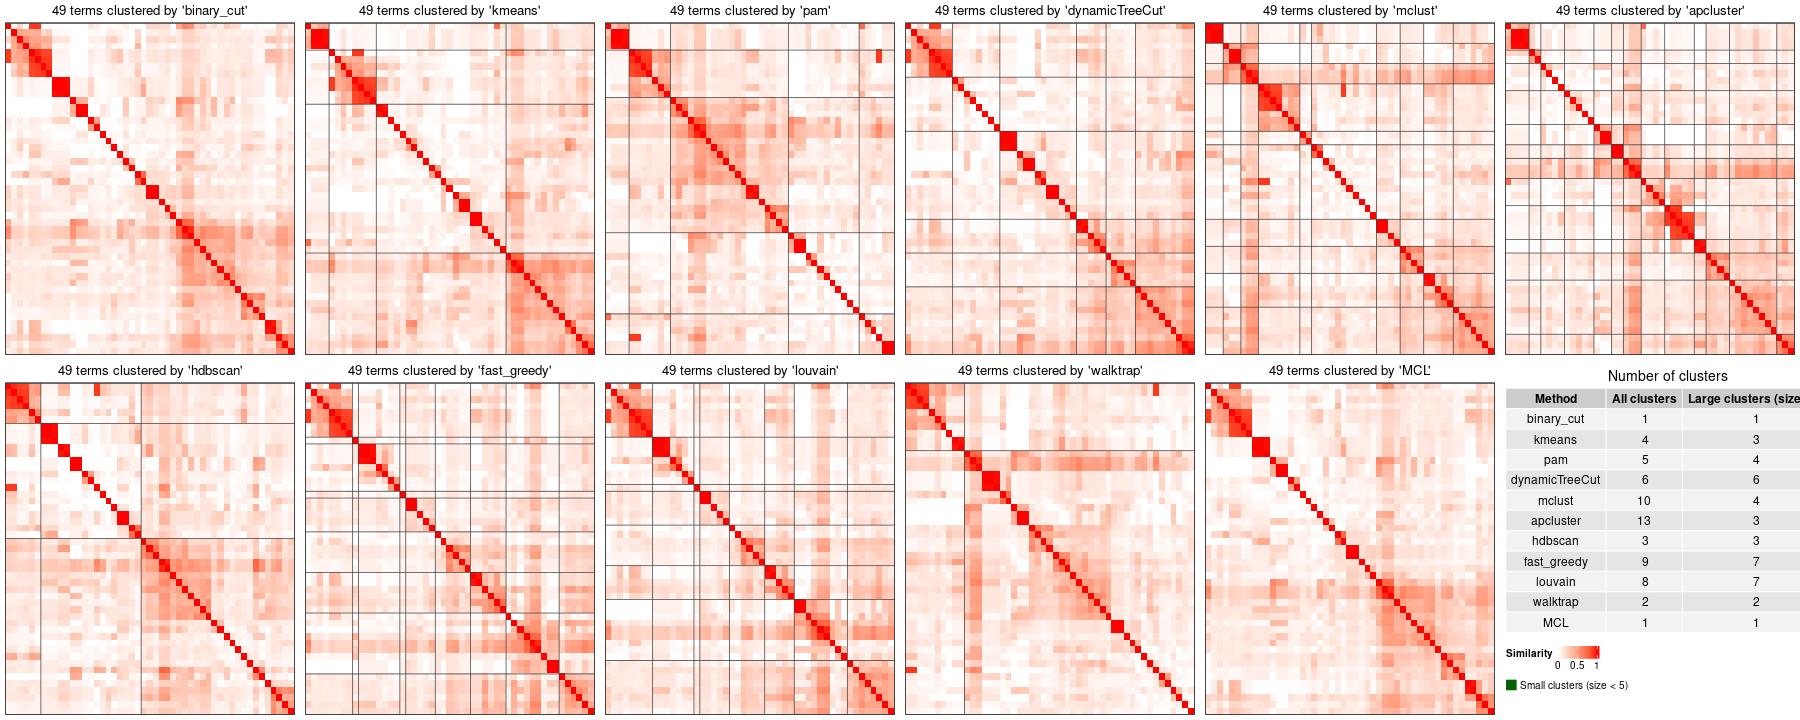 49 terms clustered by 'binary_cut'
49 terms clustered by 'kmeans'
49 terms clustered by 'pam'
49 terms clustered by 'dynamicTreeCut'
49 terms clustered by 'mclust'
49 terms clustered by 'apcluster'
49 terms clustered by 'hdbscan'
49 terms clustered by 'fast_greedy'
49 terms clustered by 'louvain'
49 terms clustered by 'walktrap'
49 terms clustered by 'MCL'
Number of clusters
Method All clusters Large clusters (size
binary_cut 1 1
kmeans 4 3
pam 5 4
dynamicTreeCut 6 6
mclust 10 4
apcluster 13 3
hdbscan 3 3
fast_greedy 9 7
louvain 8 7
walktrap 2 2
MCL 1 1
Similarity
0 0.5 1
Small clusters (size < 5)